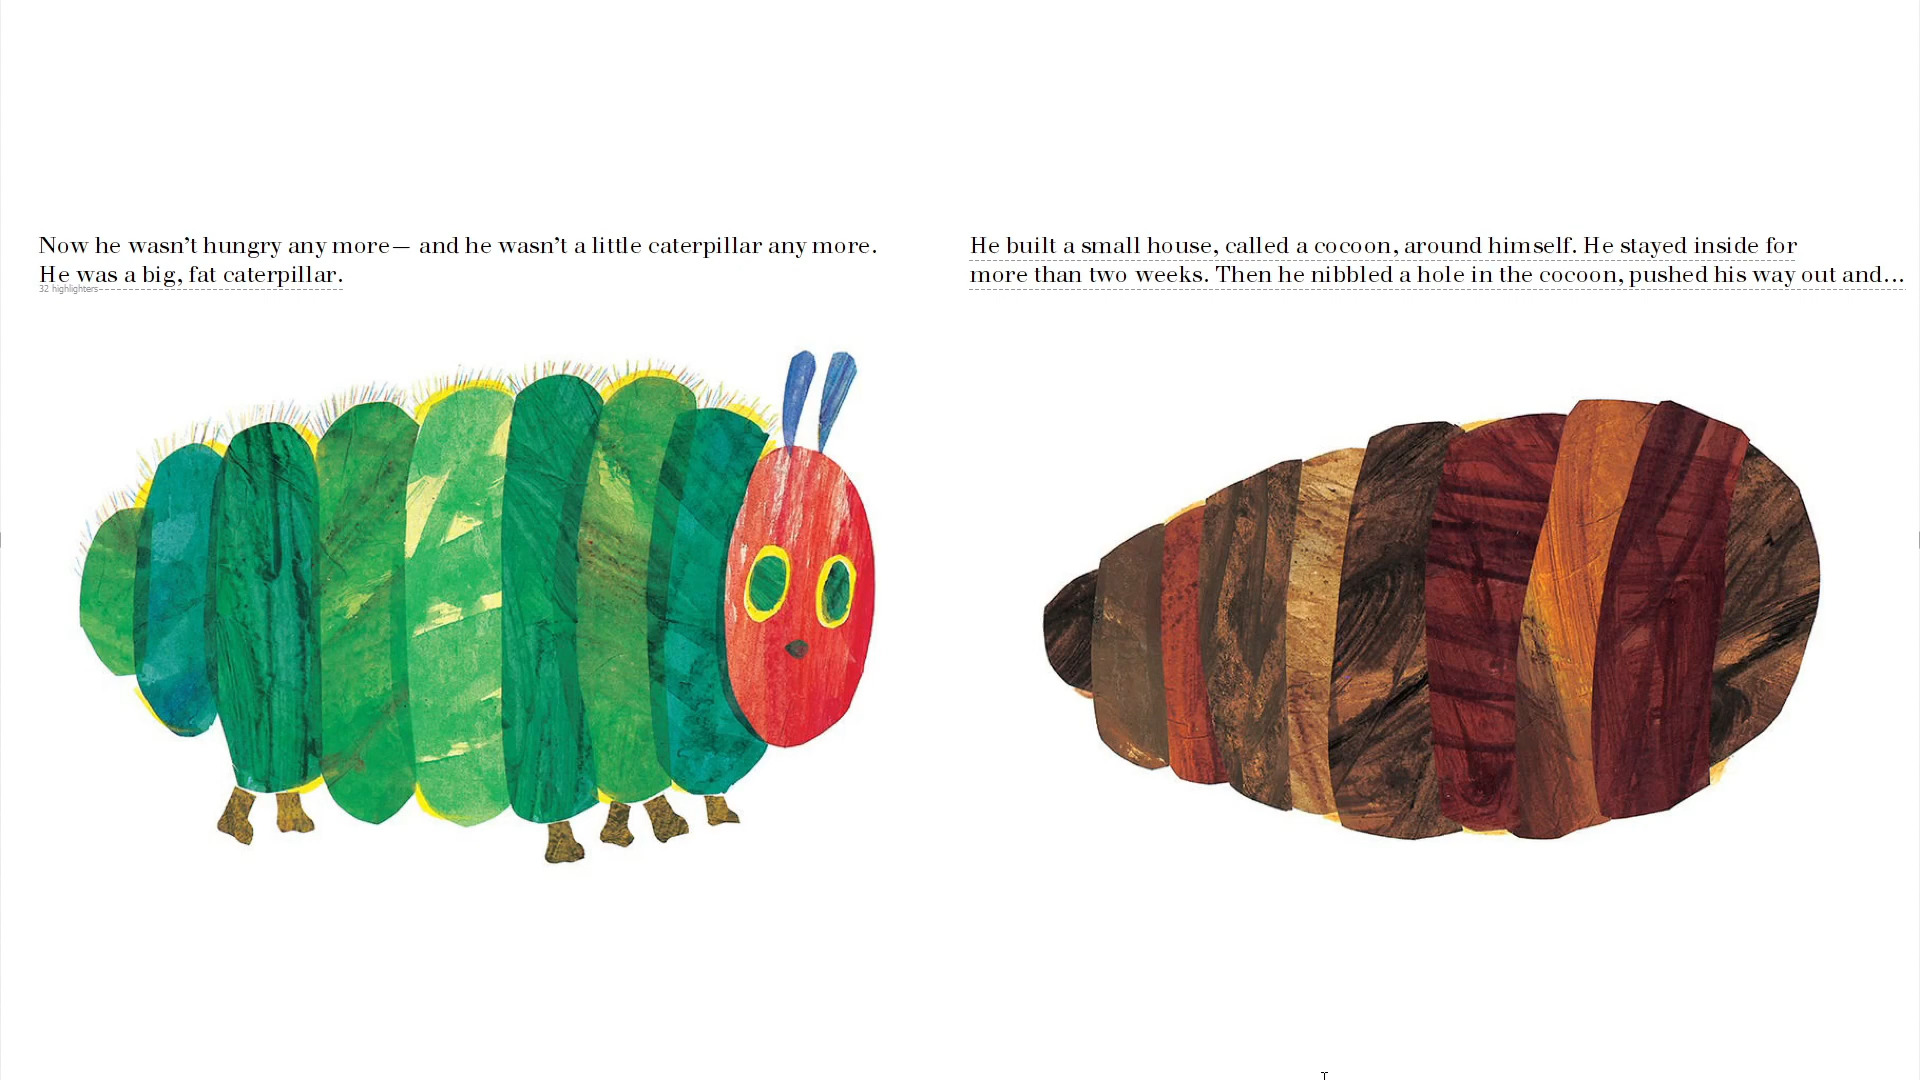 Now he wasn’t hungry any more— and he wasn’t a little caterpillar any more.
He was a big, fat caterpillar.
32 highlighters
He built a small house, called a cocoon, around himself. He stayed inside for
more than two weeks. Then he nibbled a hole in the cocoon, pushed his way out and...